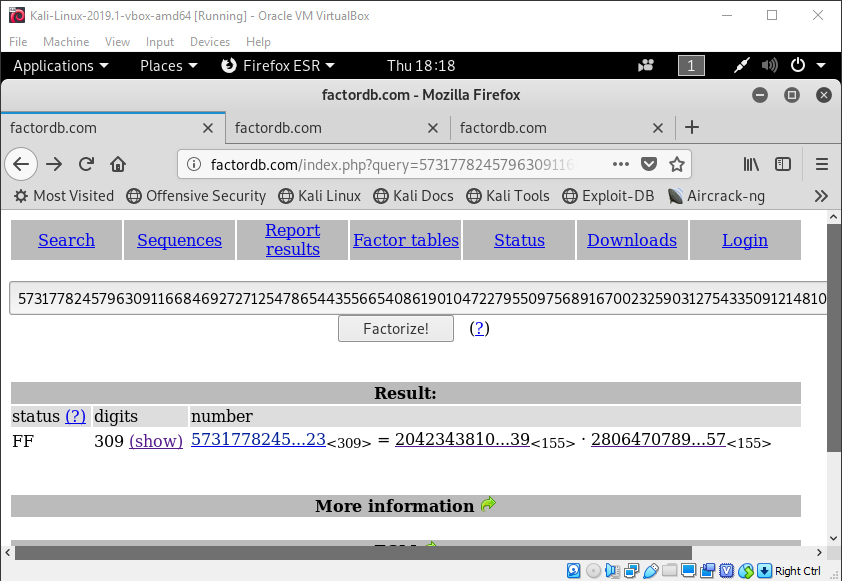 Kali-Linux-2019.1-vbox-amd64 [Running] - Oracle VM VirtualBox
File Machine View Input Devices Help
Applications Places Firefox ESR Thu 18:18 1
factordb.com - Mozilla Firefox
factordb.com factordb.com factordb.com
factordb.com/index.php?query=57317782457963091166
Most Visited Offensive Security Kali Linux Kali Docs Kali Tools Exploit-DB Aircrack-ng
Search Sequences Report results Factor tables Status Downloads Login
5731778245796309116684692727125478654435566540861901047227955097568916700232590312754335091214810
Factorize! (?)
Result:
status (?) digits number
FF 309 (show) 5731778245...23<309> = 2042343810...39<155> · 2806470789...57<155>
More information
Right Ctrl